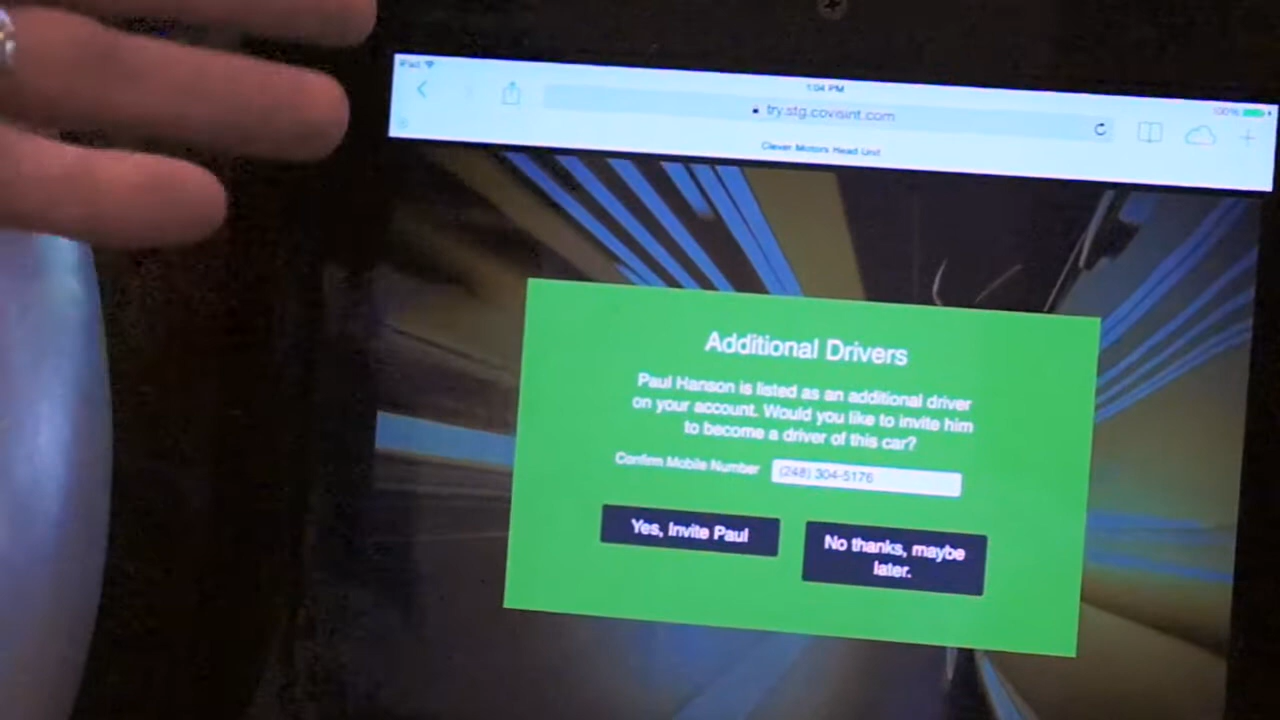 iPad
1:04 PM
100%
try.stg.covisint.com
Clever Motors Head Unit
Additional Drivers
Paul Hanson is listed as an additional driver
on your account. Would you like to invite him
to become a driver of this car?
Confirm Mobile Number (248) 304-5176
Yes, Invite Paul
No thanks, maybe
later.